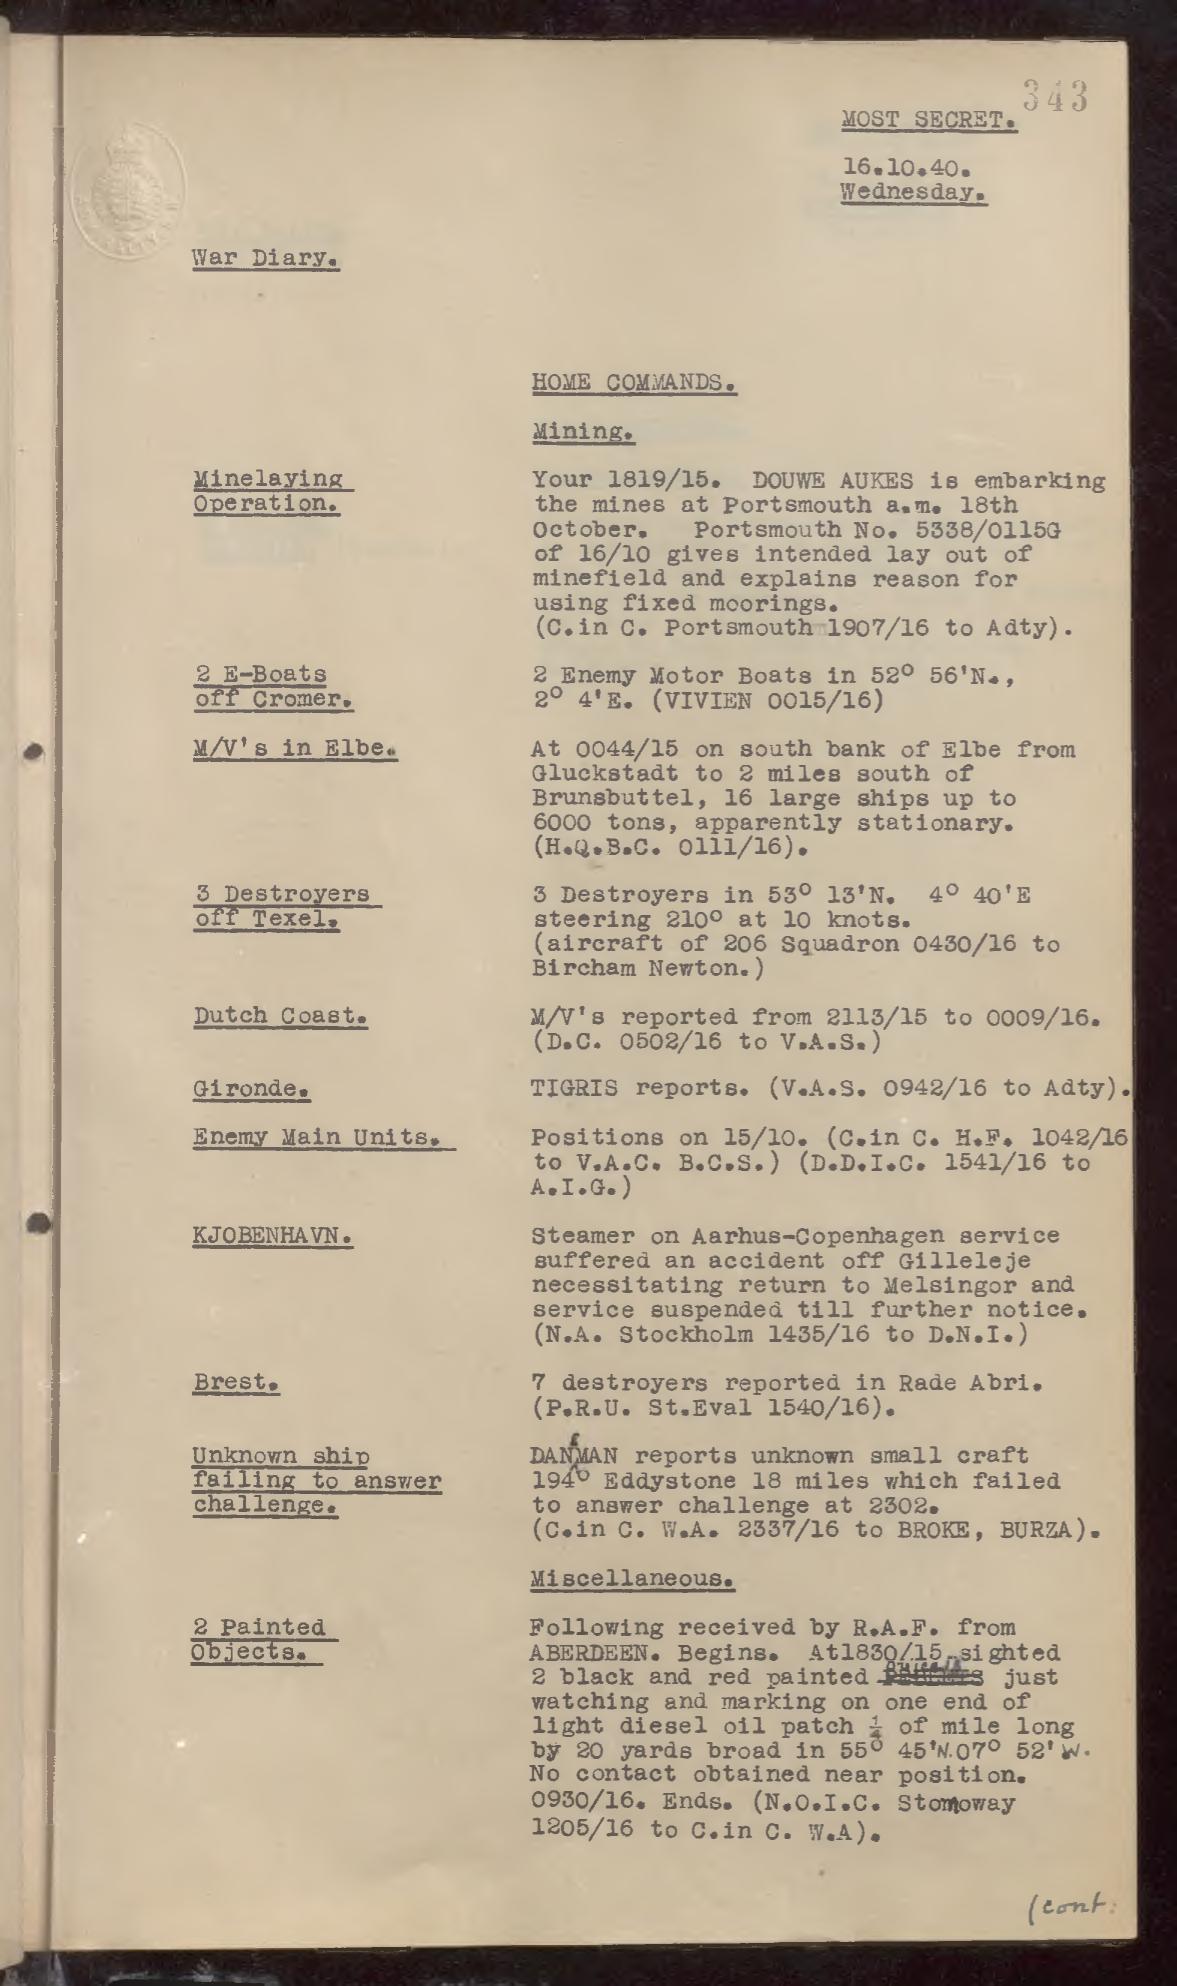 343
MOST SECRET.
16.10.40.
Wednesday.
War Diary.
HOME COMMANDS.
Mining.
Minelaying
Operation.
Your 1819/15. DOUWE AUKES is embarking
the mines at Portsmouth a.m. 18th
October. Portsmouth No. 5338/0115G
of 16/10 gives intended lay out of
minefield and explains reason for
using fixed moorings.
(C.in C. Portsmouth 1907/16 to Adty).
2 E-Boats
off Cromer.
2 Enemy Motor Boats in 52° 56'N.,
2° 4'E. (VIVIEN 0015/16)
M/V's in Elbe.
At 0044/15 on south bank of Elbe from
Gluckstadt to 2 miles south of
Brunsbuttel, 16 large ships up to
6000 tons, apparently stationary.
(H.Q.B.C. 0111/16).
3 Destroyers
off Texel.
3 Destroyers in 53° 13'N. 4° 40'E
steering 210° at 10 knots.
(aircraft of 206 Squadron 0430/16 to
Bircham Newton.)
Dutch Coast.
M/V's reported from 2113/15 to 0009/16.
(D.C. 0502/16 to V.A.S.)
Gironde.
TIGRIS reports. (V.A.S. 0942/16 to Adty).
Enemy Main Units.
Positions on 15/10. (C.in C. H.F. 1042/16
to V.A.C. B.C.S.) (D.D.I.C. 1541/16 to
A.I.G.)
KJOBENHAVN.
Steamer on Aarhus-Copenhagen service
suffered an accident off Gilleleje
necessitating return to Melsingor and
service suspended till further notice.
(N.A. Stockholm 1435/16 to D.N.I.)
Brest.
7 destroyers reported in Rade Abri.
(P.R.U. St.Eval 1540/16).
Unknown ship
failing to answer
challenge.
DANMAN reports unknown small craft
194° Eddystone 18 miles which failed
to answer challenge at 2302.
(C.in C. W.A. 2337/16 to BROKE, BURZA).
Miscellaneous.
2 Painted
Objects.
Following received by R.A.F. from
ABERDEEN. Begins. At1830/15 sighted
2 black and red painted just
watching and marking on one end of
light diesel oil patch ¼ of mile long
by 20 yards broad in 55° 45'N.07° 52'W.
No contact obtained near position.
0930/16. Ends. (N.O.I.C. Stornoway
1205/16 to C.in C. W.A).
(cont: